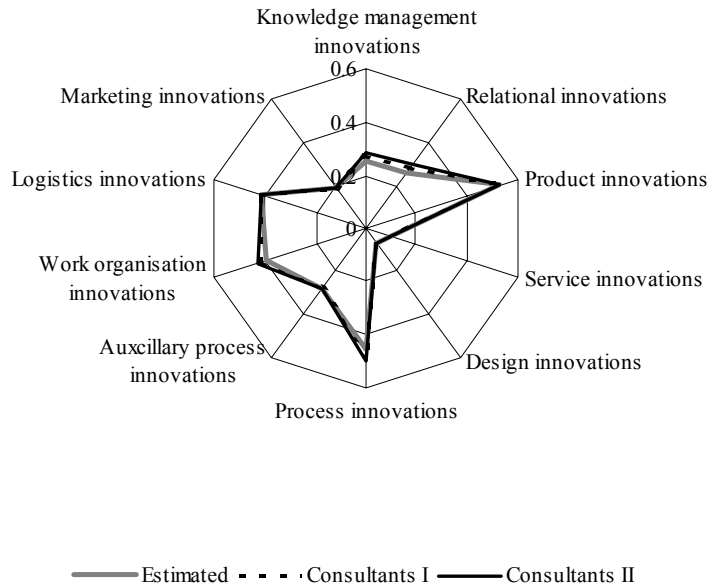 Knowledge management
innovations
0.6
Marketing innovations
Relational innovations
0.4
Logistics innovations
0.2
Product innovations
0
Work organisation
innovations
Service innovations
Auxcillary process
innovations
Design innovations
Process innovations
Estimated
Consultants I
Consultants II